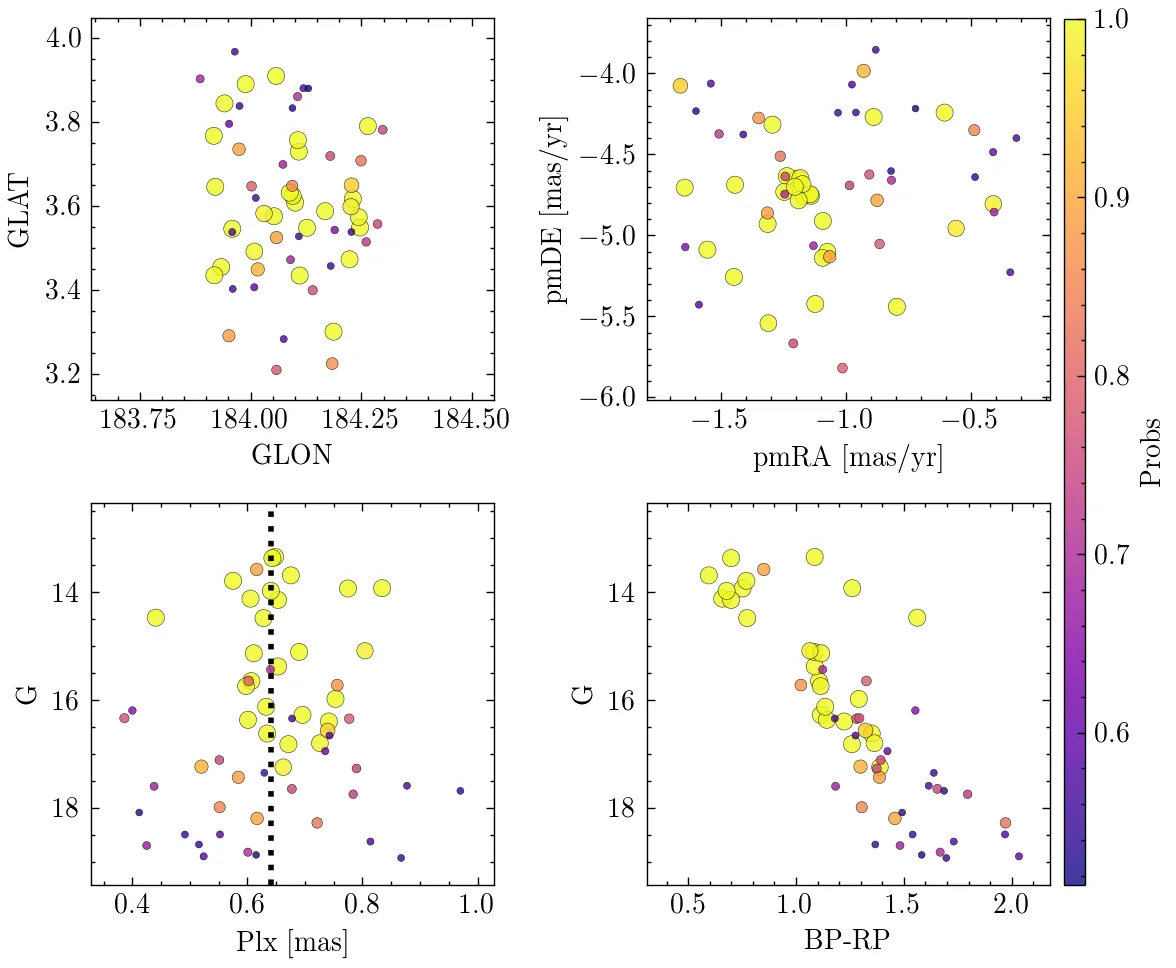 4.0
3.8
3.6
3.4
3.2
GLAT
183.75 184.00 184.25 184.50
GLON
−4.0
−4.5
−5.0
−5.5
−6.0
pmDE [mas/yr]
−1.5 −1.0 −0.5
pmRA [mas/yr]
1.0
0.9
0.8
0.7
0.6
Probs
14
16
18
G
0.4 0.6 0.8 1.0
Plx [mas]
14
16
18
G
0.5 1.0 1.5 2.0
BP-RP